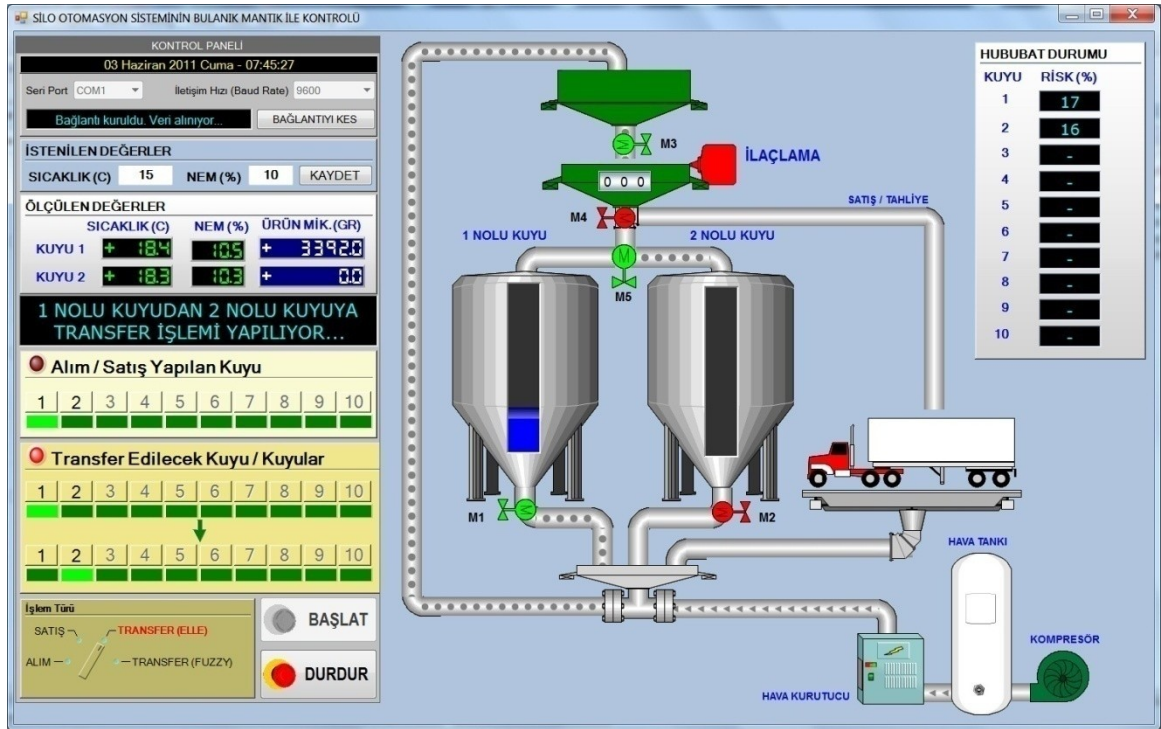 SİLO OTOMASYON SİSTEMİNİN BULANIK MANTIK İLE KONTROLÜ
KONTROL PANELİ
03 Haziran 2011 Cuma - 07:45:27
Seri Port COM1 İletişim Hızı (Baud Rate) 9600
Bağlantı kuruldu. Veri alınıyor... BAĞLANTIYI KES
İSTENİLEN DEĞERLER
SICAKLIK (C) 15 NEM (%) 10 KAYDET
ÖLÇÜLEN DEĞERLER
SICAKLIK (C) NEM (%) ÜRÜN MİK.(GR)
KUYU 1 + 18.4 10.5 + 3392.0
KUYU 2 + 18.3 10.3 + 0.0
1 NOLU KUYUDAN 2 NOLU KUYUYA
TRANSFER İŞLEMİ YAPILIYOR...
Alım / Satış Yapılan Kuyu
1 2 3 4 5 6 7 8 9 10
Transfer Edilecek Kuyu / Kuyular
1 2 3 4 5 6 7 8 9 10
1 2 3 4 5 6 7 8 9 10
İşlem Türü
SATIŞ TRANSFER (ELLE)
ALIM TRANSFER (FUZZY)
BAŞLAT
DURDUR
M3
İLAÇLAMA
0 0 0
M4
SATIŞ / TAHLİYE
1 NOLU KUYU
2 NOLU KUYU
M
M5
M1
M2
HAVA TANKI
KOMPRESÖR
HAVA KURUTUCU
HUBUBAT DURUMU
KUYU RİSK (%)
1 17
2 16
3 -
4 -
5 -
6 -
7 -
8 -
9 -
10 -